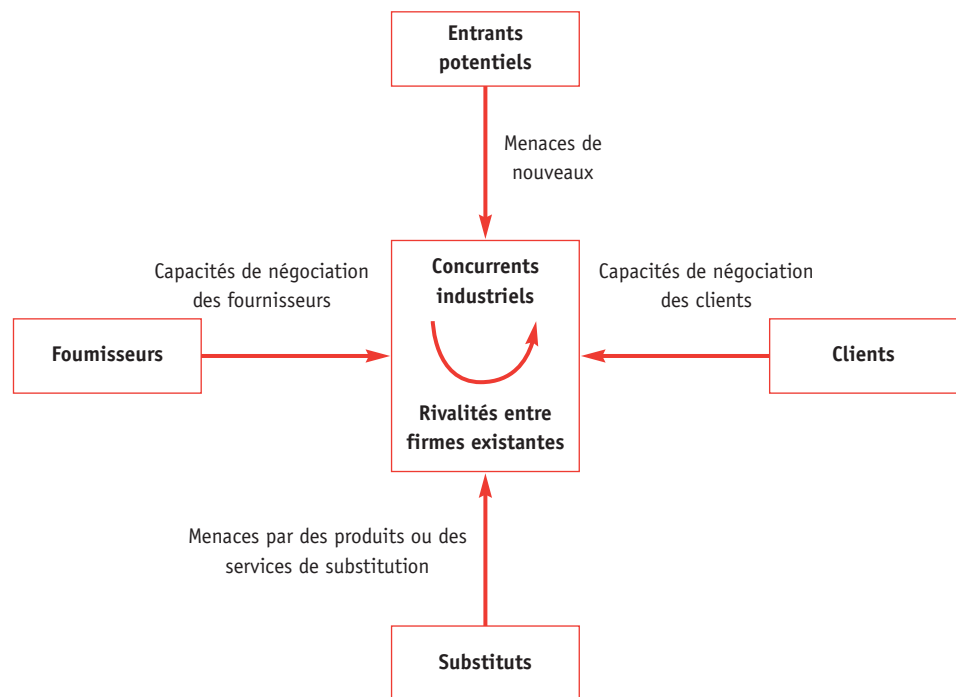 Entrants
potentiels
Menaces de
nouveaux
Capacités de négociation
des fournisseurs
Concurrents
industriels
Capacités de négociation
des clients
Foumisseurs
Clients
Rivalités entre
firmes existantes
Menaces par des produits ou des
services de substitution
Substituts